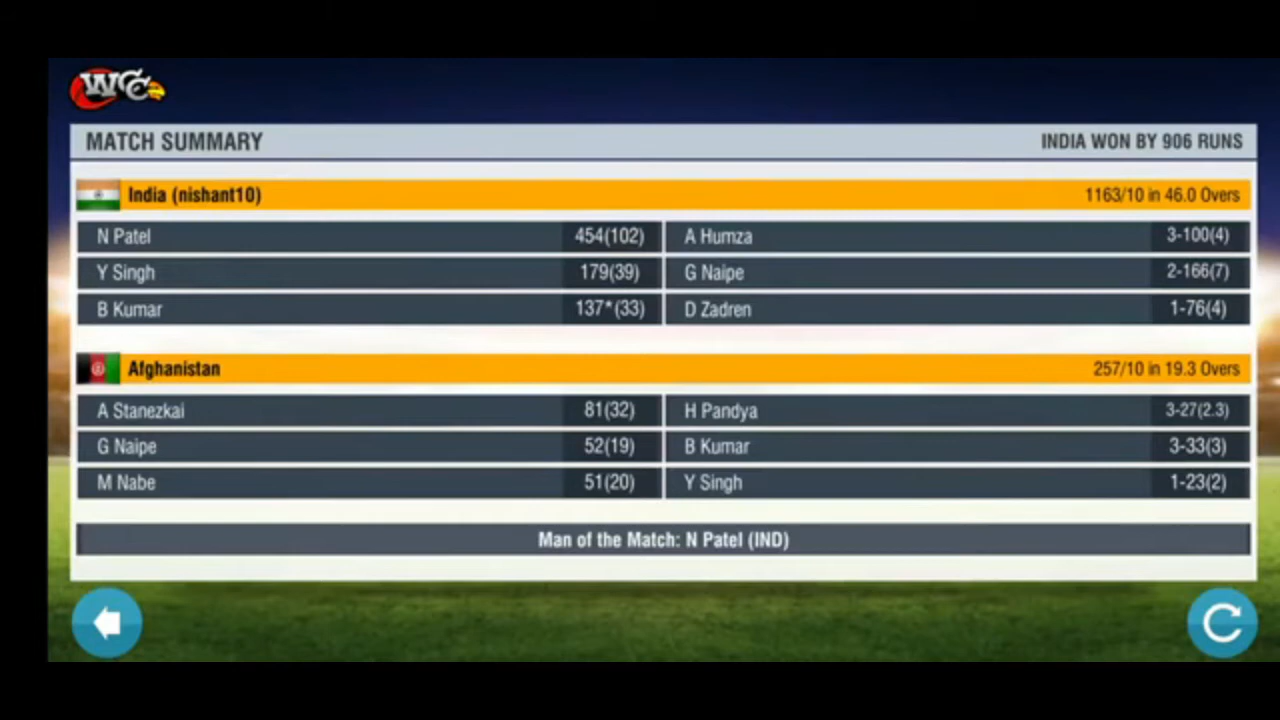 WCC
MATCH SUMMARY INDIA WON BY 906 RUNS
India (nishant10) 1163/10 in 46.0 Overs
N Patel 454(102) A Humza 3-100(4)
Y Singh 179(39) G Naipe 2-166(7)
B Kumar 137*(33) D Zadren 1-76(4)
Afghanistan 257/10 in 19.3 Overs
A Stanezkai 81(32) H Pandya 3-27(2.3)
G Naipe 52(19) B Kumar 3-33(3)
M Nabe 51(20) Y Singh 1-23(2)
Man of the Match: N Patel (IND)